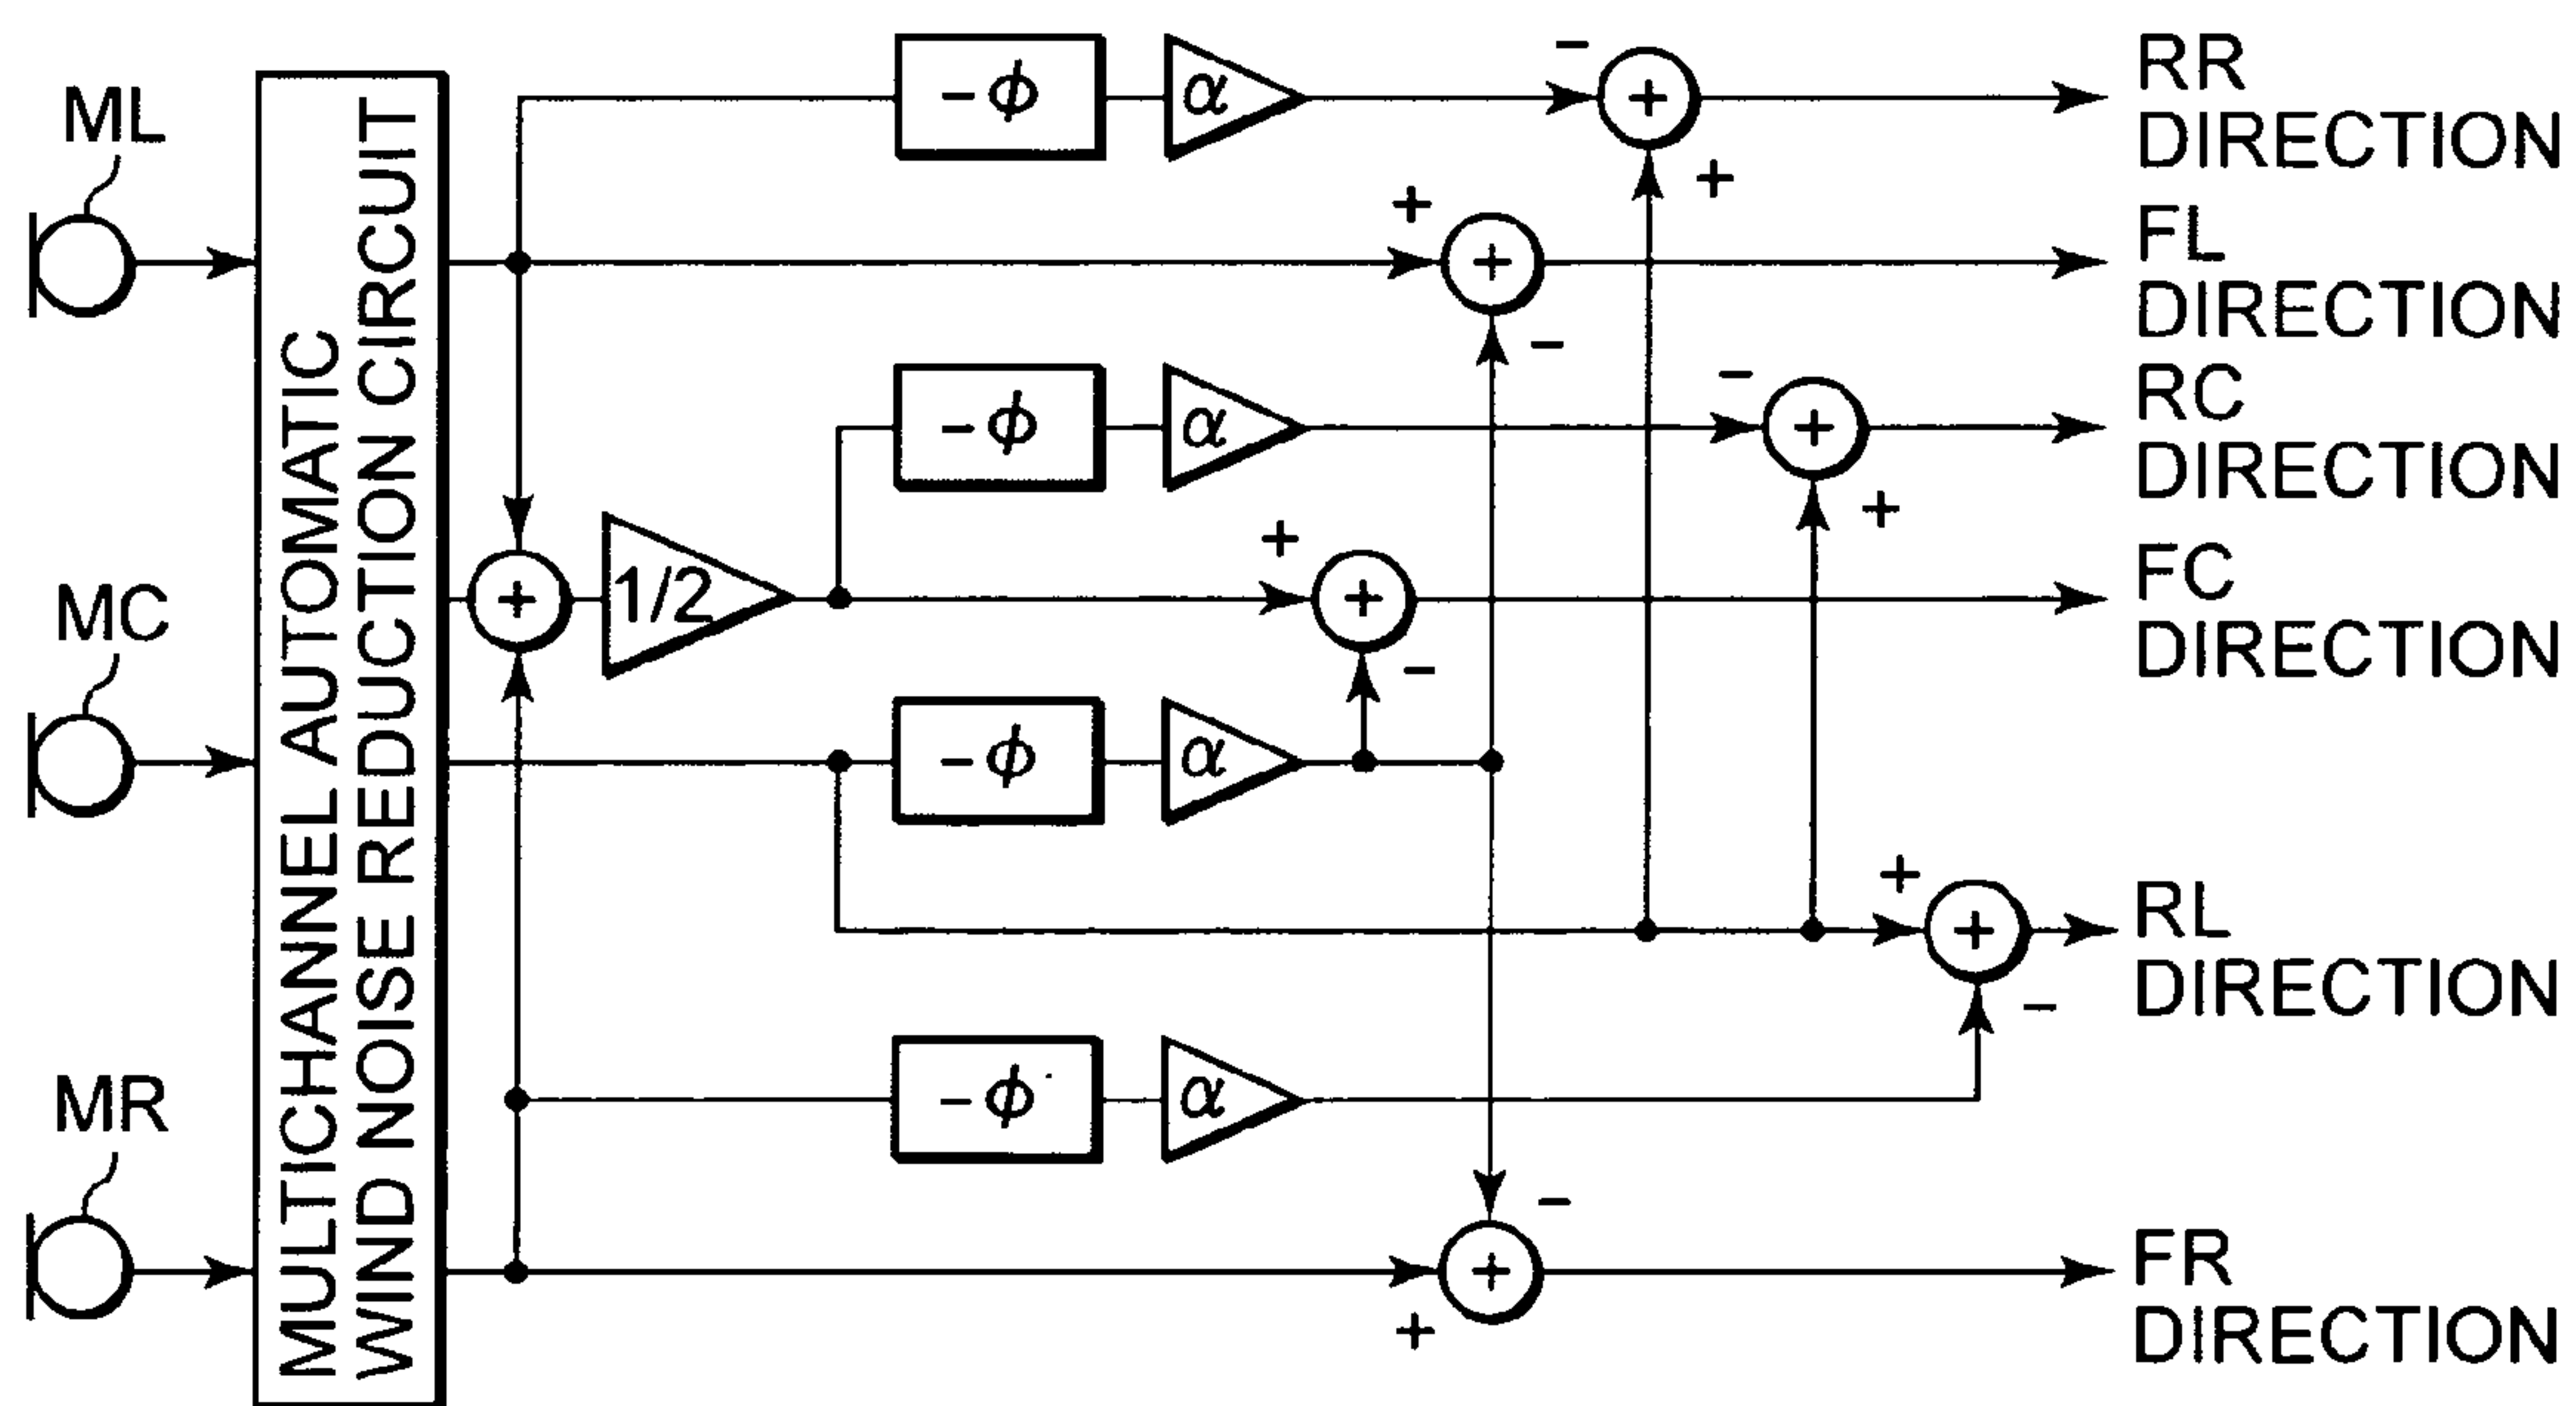 ML
MC
MR
MULTICHANNEL AUTOMATIC
WIND NOISE REDUCTION CIRCUIT
-ϕ
α
-
+
+
RR
DIRECTION
+
+
-
FL
DIRECTION
-ϕ
α
-
+
+
RC
DIRECTION
+
1/2
+
+
-
FC
DIRECTION
-ϕ
α
+
+
-
RL
DIRECTION
-ϕ
α
-
+
+
FR
DIRECTION